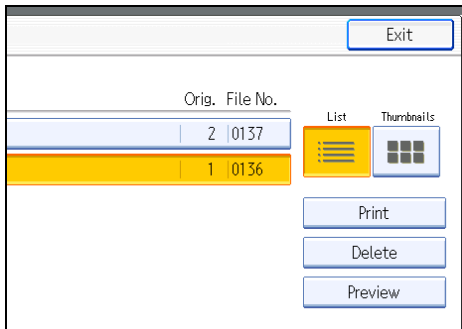 Exit
Orig. File No.
List Thumbnails
2 0137
1 0136
Print
Delete
Preview